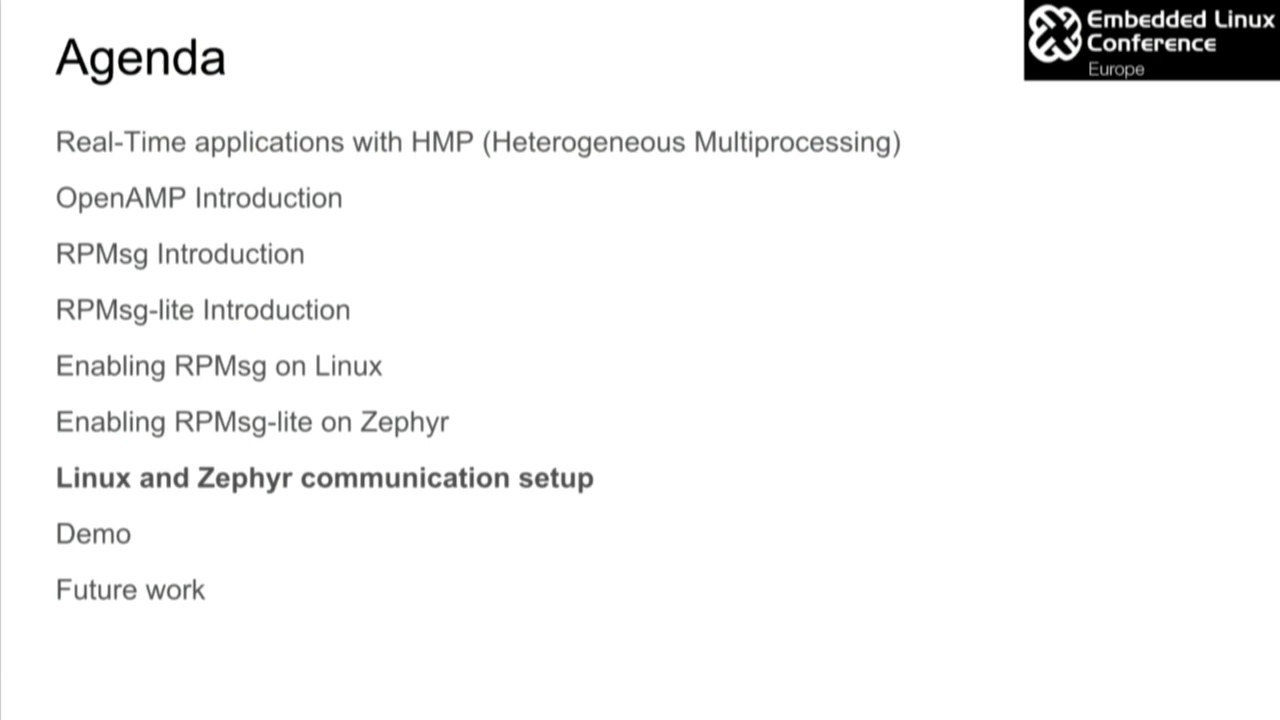 Agenda
Embedded Linux
Conference
Europe
Real-Time applications with HMP (Heterogeneous Multiprocessing)
OpenAMP Introduction
RPMsg Introduction
RPMsg-lite Introduction
Enabling RPMsg on Linux
Enabling RPMsg-lite on Zephyr
Linux and Zephyr communication setup
Demo
Future work